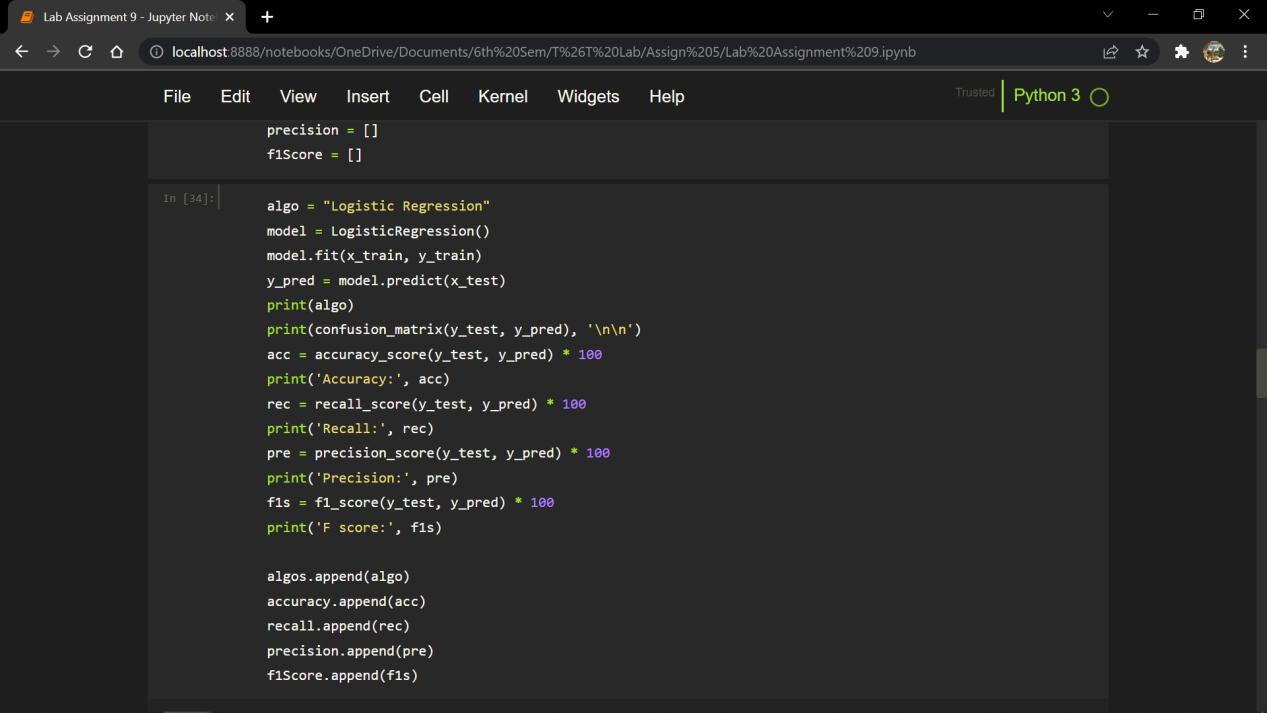 Lab Assignment 9 - Jupyter Note
localhost:8888/notebooks/OneDrive/Documents/6th%20Sem/T%26T%20Lab/Assign%205/Lab%20Assignment%209.ipynb
File Edit View Insert Cell Kernel Widgets Help Trusted Python 3
precision = []
f1Score = []
In [34]:
algo = "Logistic Regression"
model = LogisticRegression()
model.fit(x_train, y_train)
y_pred = model.predict(x_test)
print(algo)
print(confusion_matrix(y_test, y_pred), '\n\n')
acc = accuracy_score(y_test, y_pred) * 100
print('Accuracy:', acc)
rec = recall_score(y_test, y_pred) * 100
print('Recall:', rec)
pre = precision_score(y_test, y_pred) * 100
print('Precision:', pre)
f1s = f1_score(y_test, y_pred) * 100
print('F score:', f1s)
algos.append(algo)
accuracy.append(acc)
recall.append(rec)
precision.append(pre)
f1Score.append(f1s)